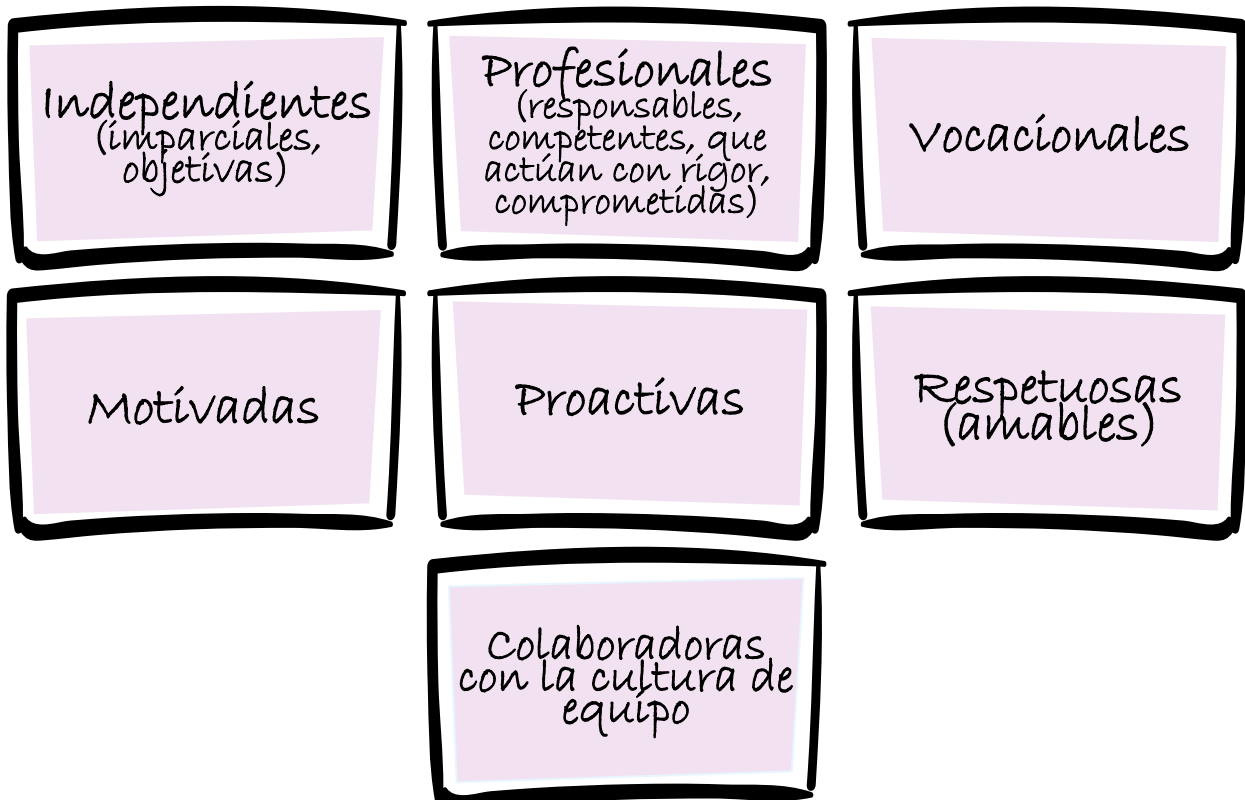 Independientes
(imparciales,
objetivas)
Profesionales
(responsables,
competentes, que
actúan con rigor,
comprometidas)
Vocacionales
Motivadas
Proactivas
Respetuosas
(amables)
Colaboradoras
con la cultura de
equipo